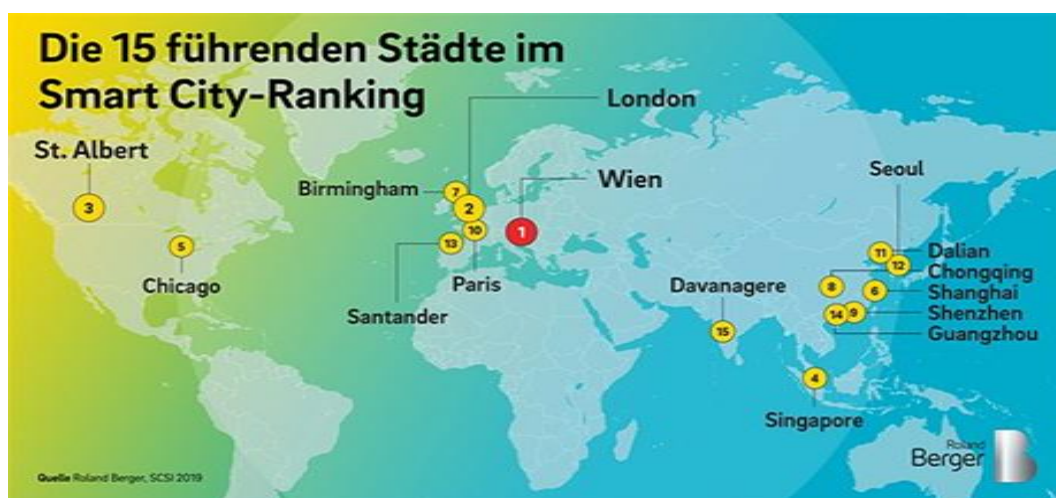 Die 15 führenden Städte im
Smart City-Ranking
London
St. Albert
Seoul
Birmingham
Wien
7
3
2
1
10
5
13
11
Dalian
12
Chongqing
Chicago
Paris
Davanagere
8
6
Shanghai
Santander
14
9
Shenzhen
15
Guangzhou
4
Singapore
Roland
Berger
B
Quelle Roland Berger, SCSI 2019